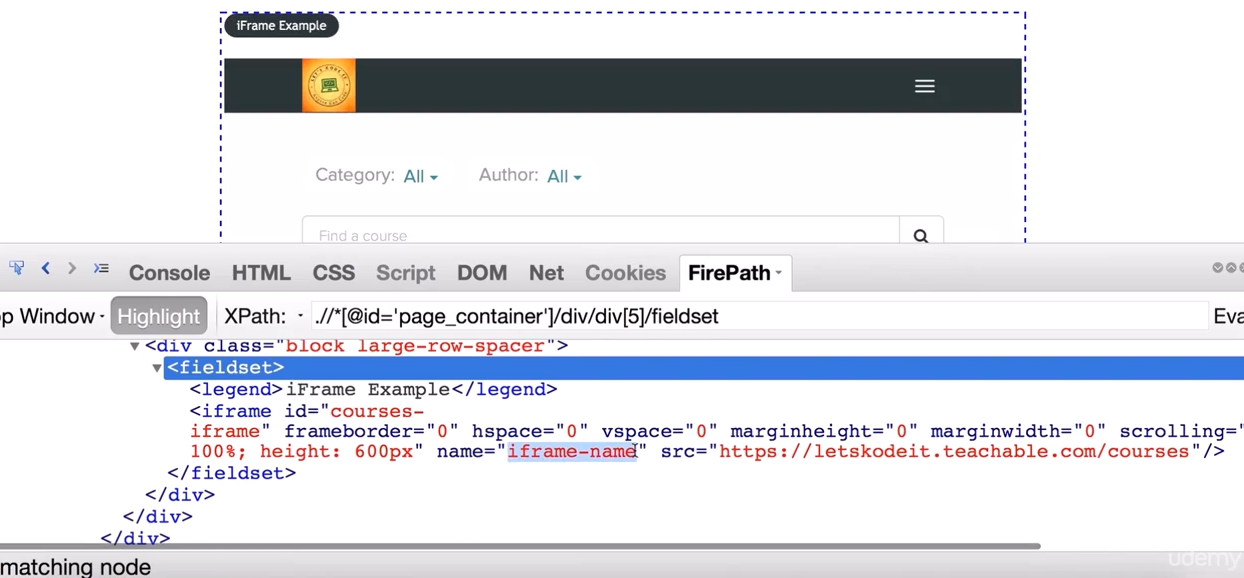 iFrame Example
Category: All
Author: All
Find a course
Console HTML CSS Script DOM Net Cookies FirePath
op Window Highlight XPath: .//*[@id='page_container']/div/div[5]/fieldset Eva
<div class="block large-row-spacer">
<fieldset>
<legend>iFrame Example</legend>
<iframe id="courses-
iframe" frameborder="0" hspace="0" vspace="0" marginheight="0" marginwidth="0" scrolling="
100%; height: 600px" name="iframe-name" src="https://letskodeit.teachable.com/courses"/>
</fieldset>
</div>
</div>
</div>
matching node
udemy